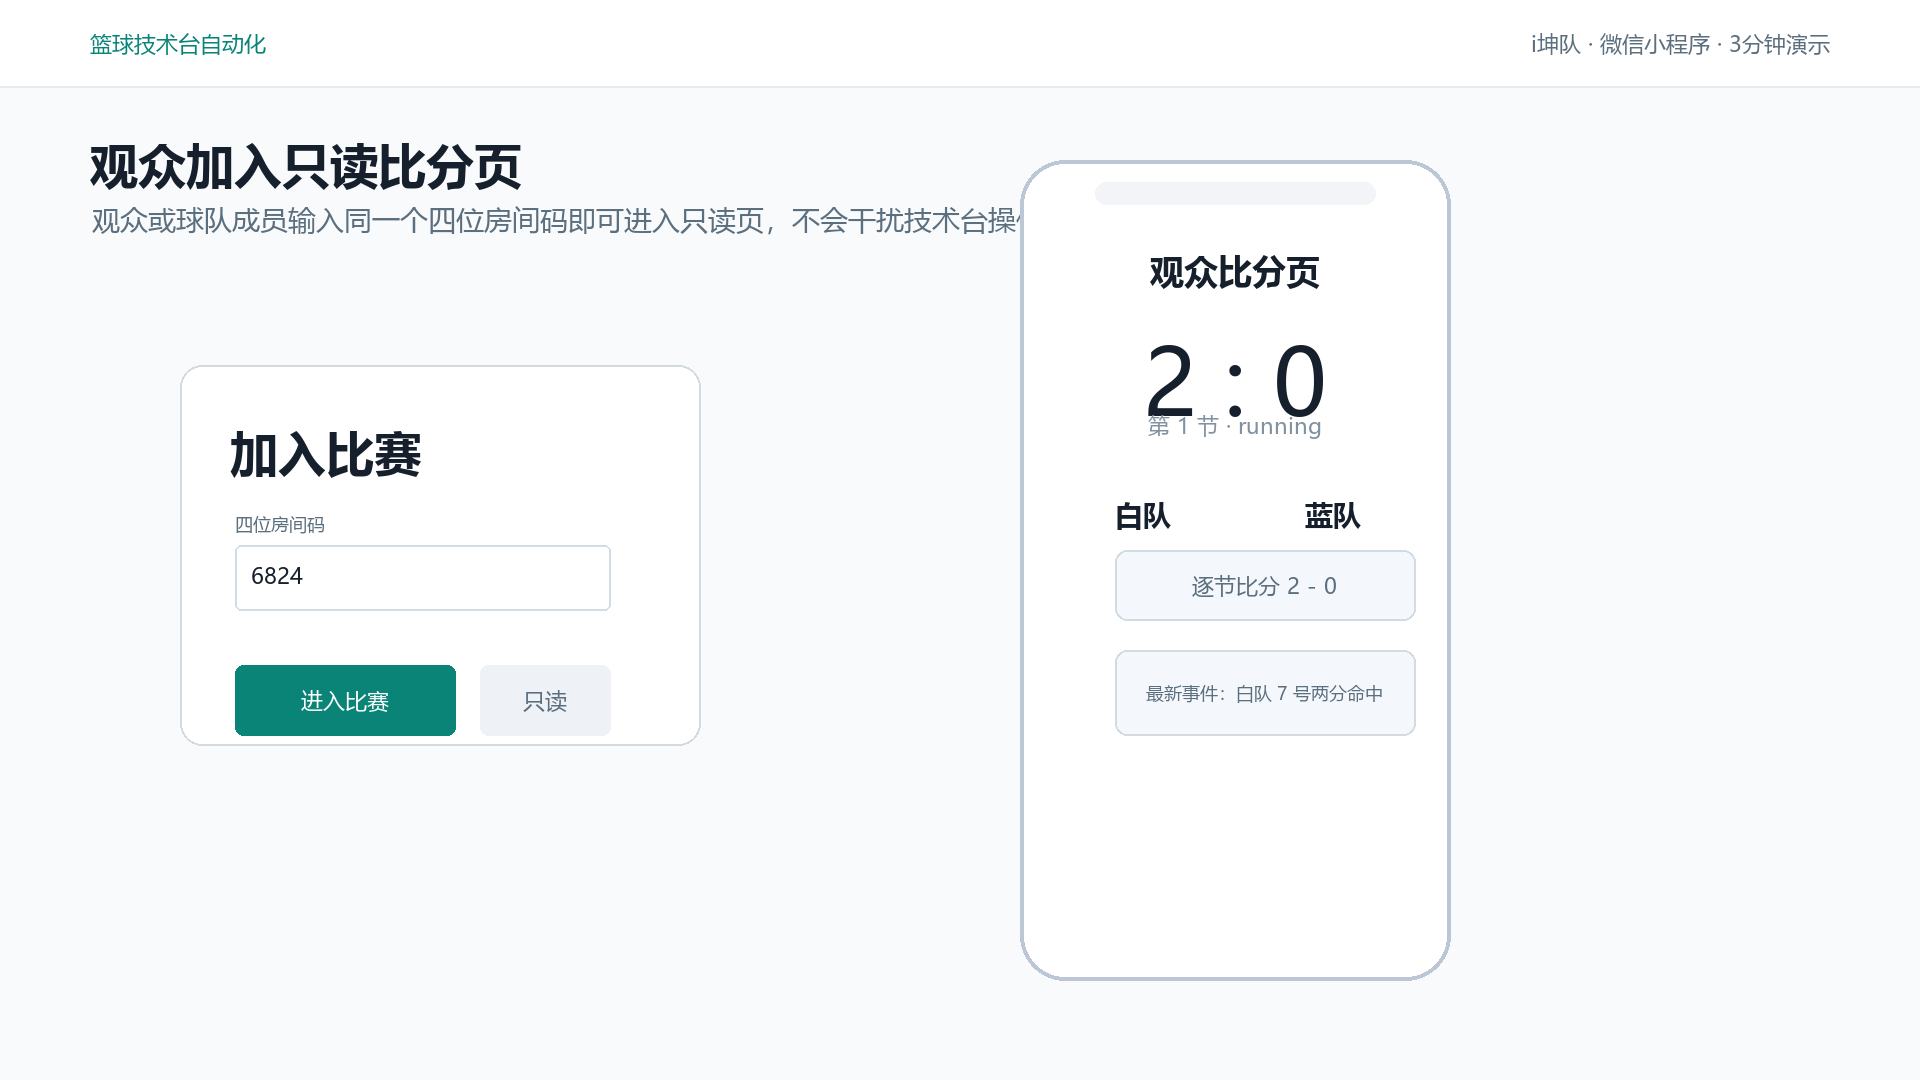 篮球技术台自动化
i坤队 · 微信小程序 · 3分钟演示
观众加入只读比分页
观众或球队成员输入同一个四位房间码即可进入只读页，不会干扰技术台操
加入比赛
四位房间码
6824
进入比赛
只读
观众比分页
2 : 0
第 1 节 · running
白队
蓝队
逐节比分 2 - 0
最新事件：白队 7 号两分命中